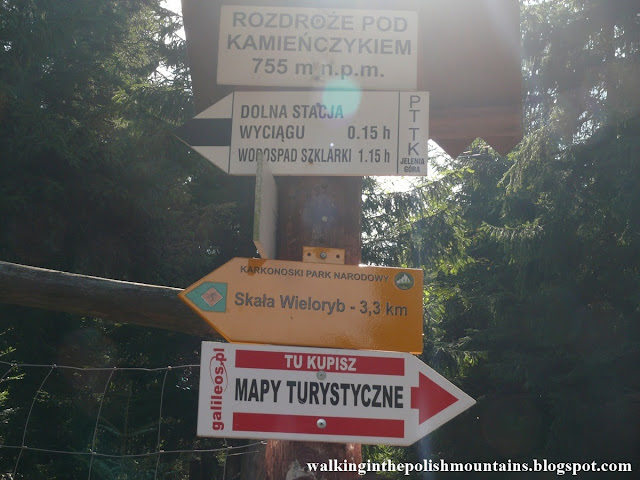 ROZDROŻE POD
KAMIEŃCZYKIEM
755 m n.p.m.
DOLNA STACJA
WYCIĄGU 0.15 h
WODOSPAD SZKLARKI 1.15 h
PTTK
JELENIA
GÓRA
KARKONOSKI PARK NARODOWY
Skała Wieloryb - 3,3 km
galileos.pl
TU KUPISZ
MAPY TURYSTYCZNE
walkinginthepolishmountains.blogspot.com